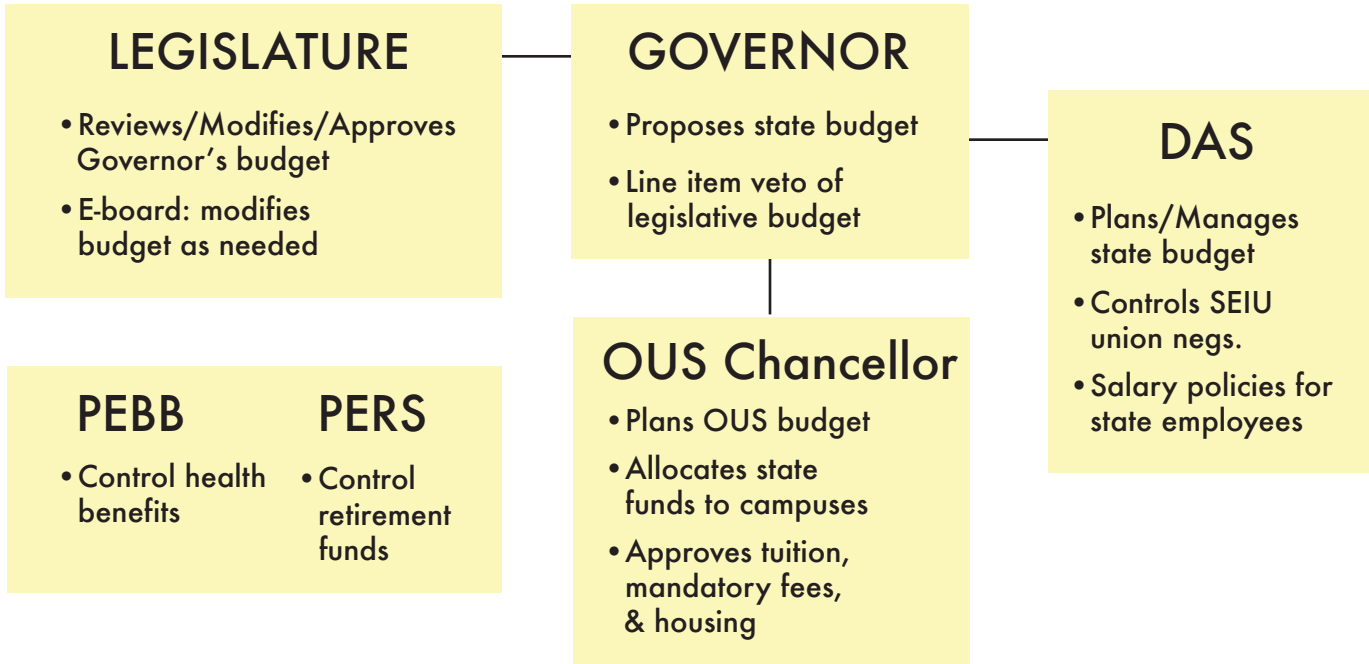 LEGISLATURE
• Reviews/Modifies/Approves
Governor’s budget
• E-board: modifies
budget as needed
GOVERNOR
• Proposes state budget
• Line item veto of
legislative budget
DAS
• Plans/Manages
state budget
• Controls SEIU
union negs.
• Salary policies for
state employees
PEBB
• Control health
benefits
PERS
• Control
retirement
funds
OUS Chancellor
• Plans OUS budget
• Allocates state
funds to campuses
• Approves tuition,
mandatory fees,
& housing